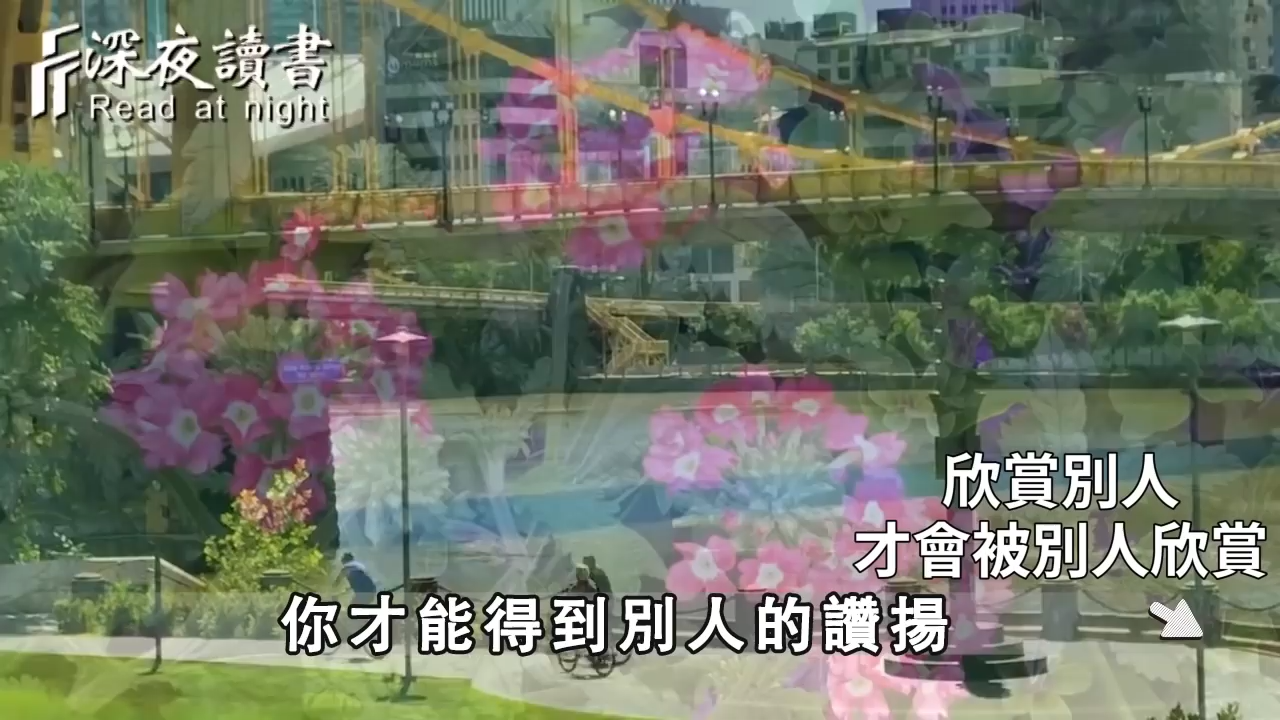 深夜讀書
Read at night
欣賞別人
才會被別人欣賞
你才能得到別人的讚揚